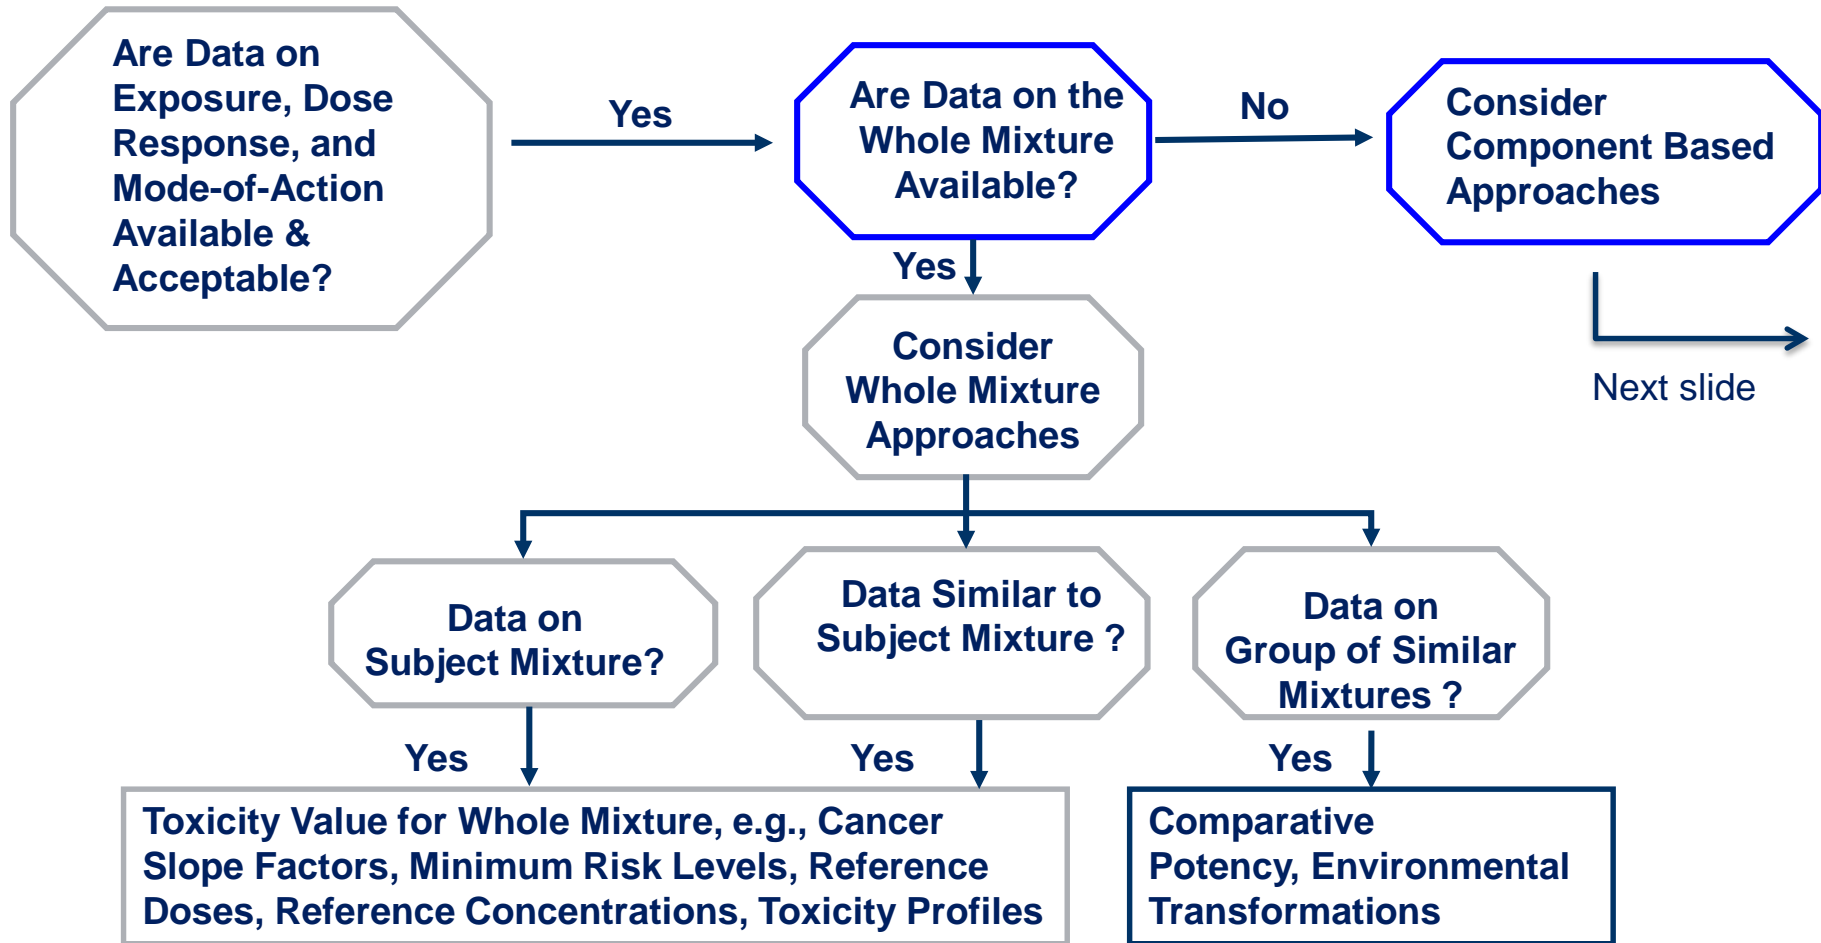 Are Data on
Exposure, Dose
Response, and
Mode-of-Action
Available &
Acceptable?
Yes
Are Data on the
Whole Mixture
Available?
No
Consider
Component Based
Approaches
Next slide
Yes
Consider
Whole Mixture
Approaches
Data on
Subject Mixture?
Data Similar to
Subject Mixture ?
Data on
Group of Similar
Mixtures ?
Yes
Yes
Yes
Toxicity Value for Whole Mixture, e.g., Cancer
Slope Factors, Minimum Risk Levels, Reference
Doses, Reference Concentrations, Toxicity Profiles
Comparative
Potency, Environmental
Transformations